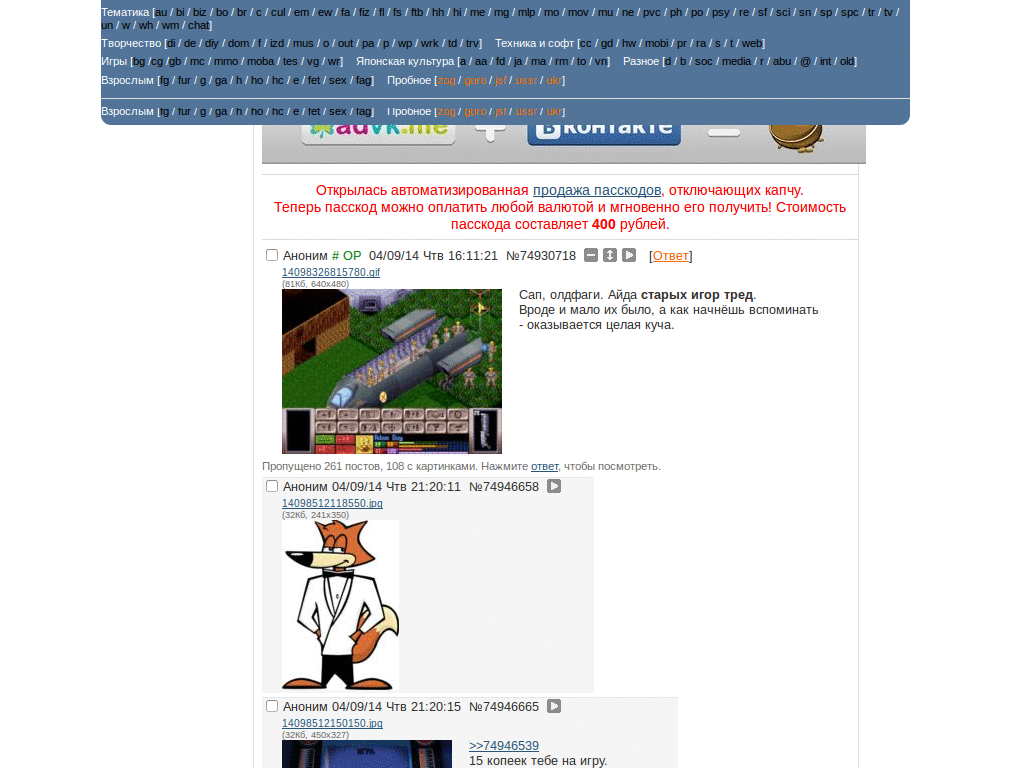 Тематика [au / bi / biz / bo / br / c / cul / em / ew / fa / fiz / fl / fs / ftb / hh / hi / me / mg / mlp / mo / mov / mu / ne / pvc / ph / po / psy / re / sf / sci / sn / sp / spc / tr / tv /
un / w / wh / wm / chat]
Творчество [di / de / diy / dom / f / izd / mus / o / out / pa / p / wp / wrk / td / trv] Техника и софт [cc / gd / hw / mobi / pr / ra / s / t / web]
Игры [bg /cg /gb / mc / mmo / moba / tes / vg / wr] Японская культура [a / aa / fd / ja / ma / rm / to / vn] Разное [d / b / soc / media / r / abu / @ / int / old]
Взрослым [fg / fur / g / ga / h / ho / hc / e / fet / sex / fag] Пробное [zog / guro / jsf / ussr / ukr]
Взрослым [fg / fur / g / ga / h / ho / hc / e / fet / sex / fag] Пробное [zog / guro / jsf / ussr / ukr]
advk.me В контакте
Открылась автоматизированная продажа пасскодов, отключающих капчу.
Теперь пасскод можно оплатить любой валютой и мгновенно его получить! Стоимость
пасскода составляет 400 рублей.
Аноним # OP 04/09/14 Чтв 16:11:21 №74930718 [Ответ]
14098326815780.gif
(81Кб, 640x480)
Сап, олдфаги. Айда старых игор тред.
Вроде и мало их было, а как начнёшь вспоминать
- оказывается целая куча.
Пропущено 261 постов, 108 с картинками. Нажмите ответ, чтобы посмотреть.
Аноним 04/09/14 Чтв 21:20:11 №74946658
14098512118550.jpg
(32Кб, 241x350)
Аноним 04/09/14 Чтв 21:20:15 №74946665
14098512150150.jpg
(32Кб, 450x327)
>>74946539
15 копеек тебе на игру.